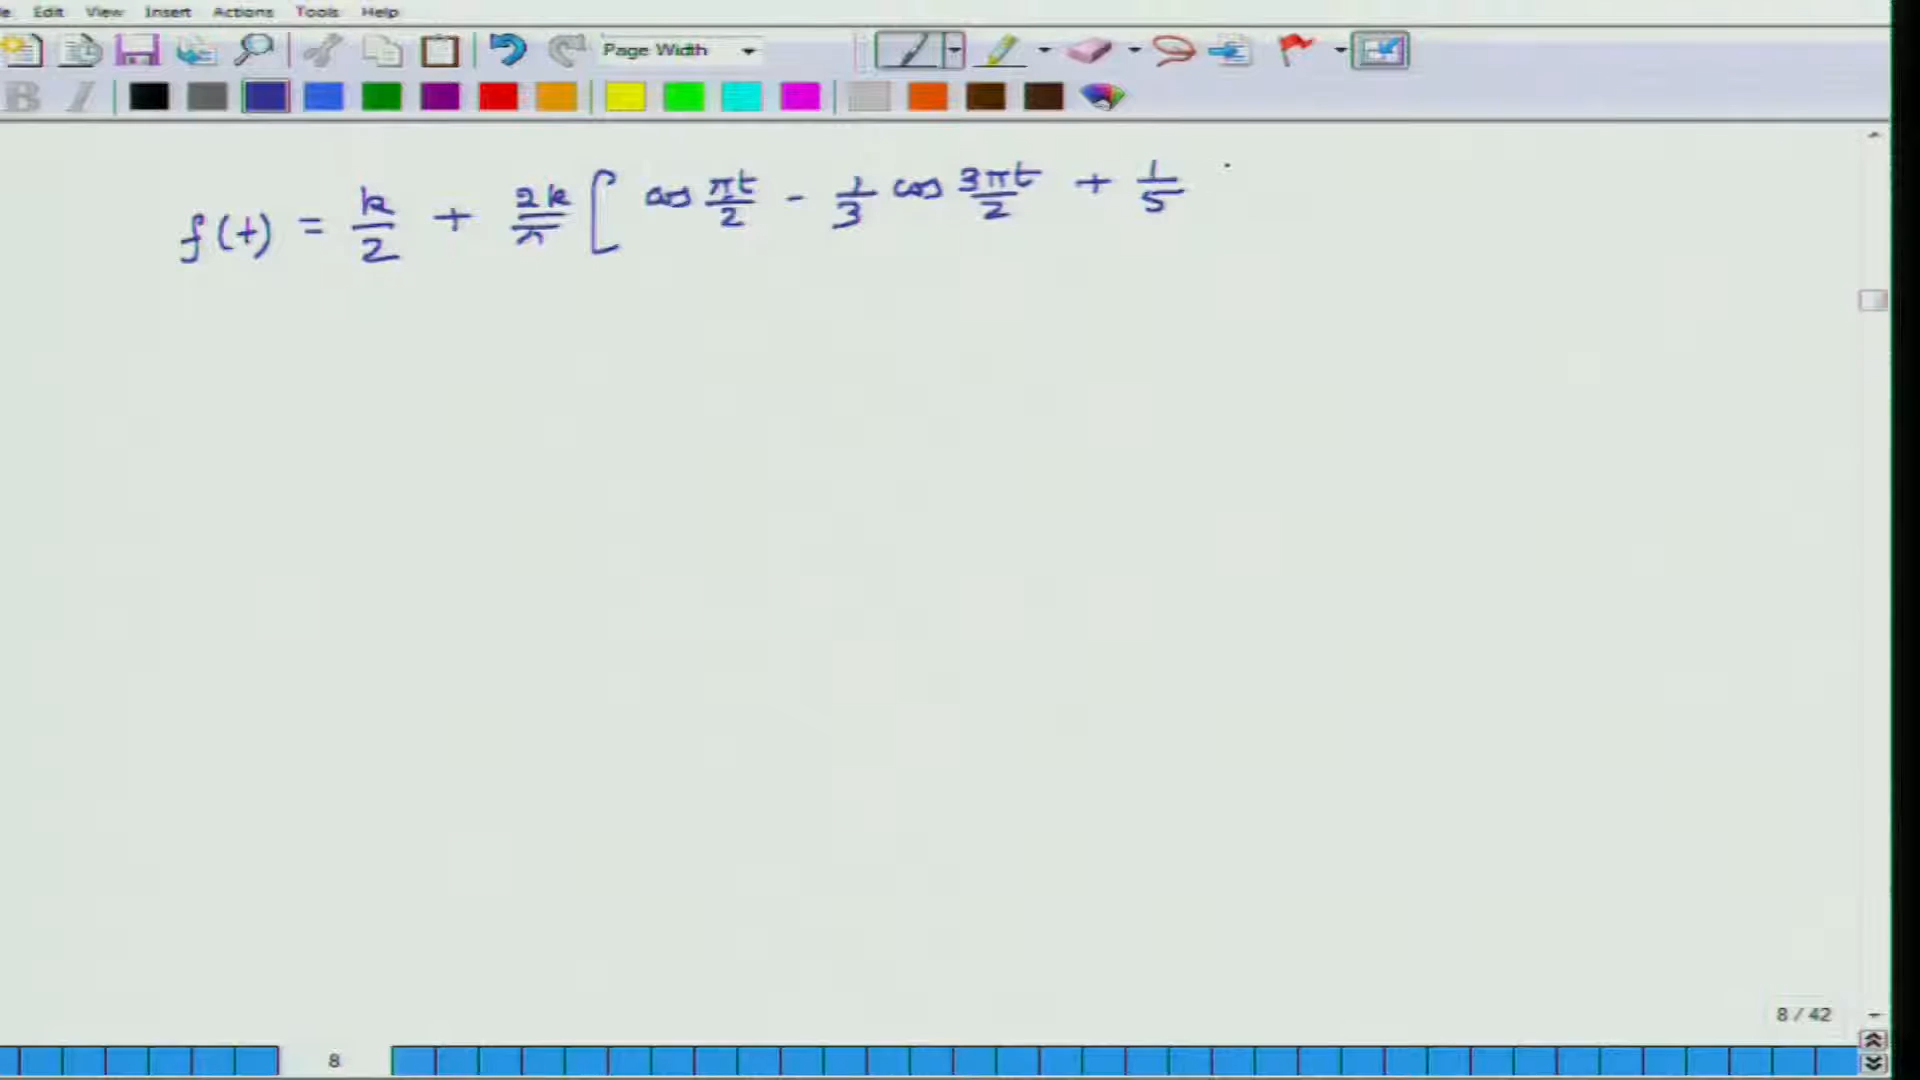 Edit View Insert Actions Tools Help
Page Width
B I
f(t) = k/2 + 2k/π [ cos πt/2 - 1/3 cos 3πt/2 + 1/5
8 / 42
8